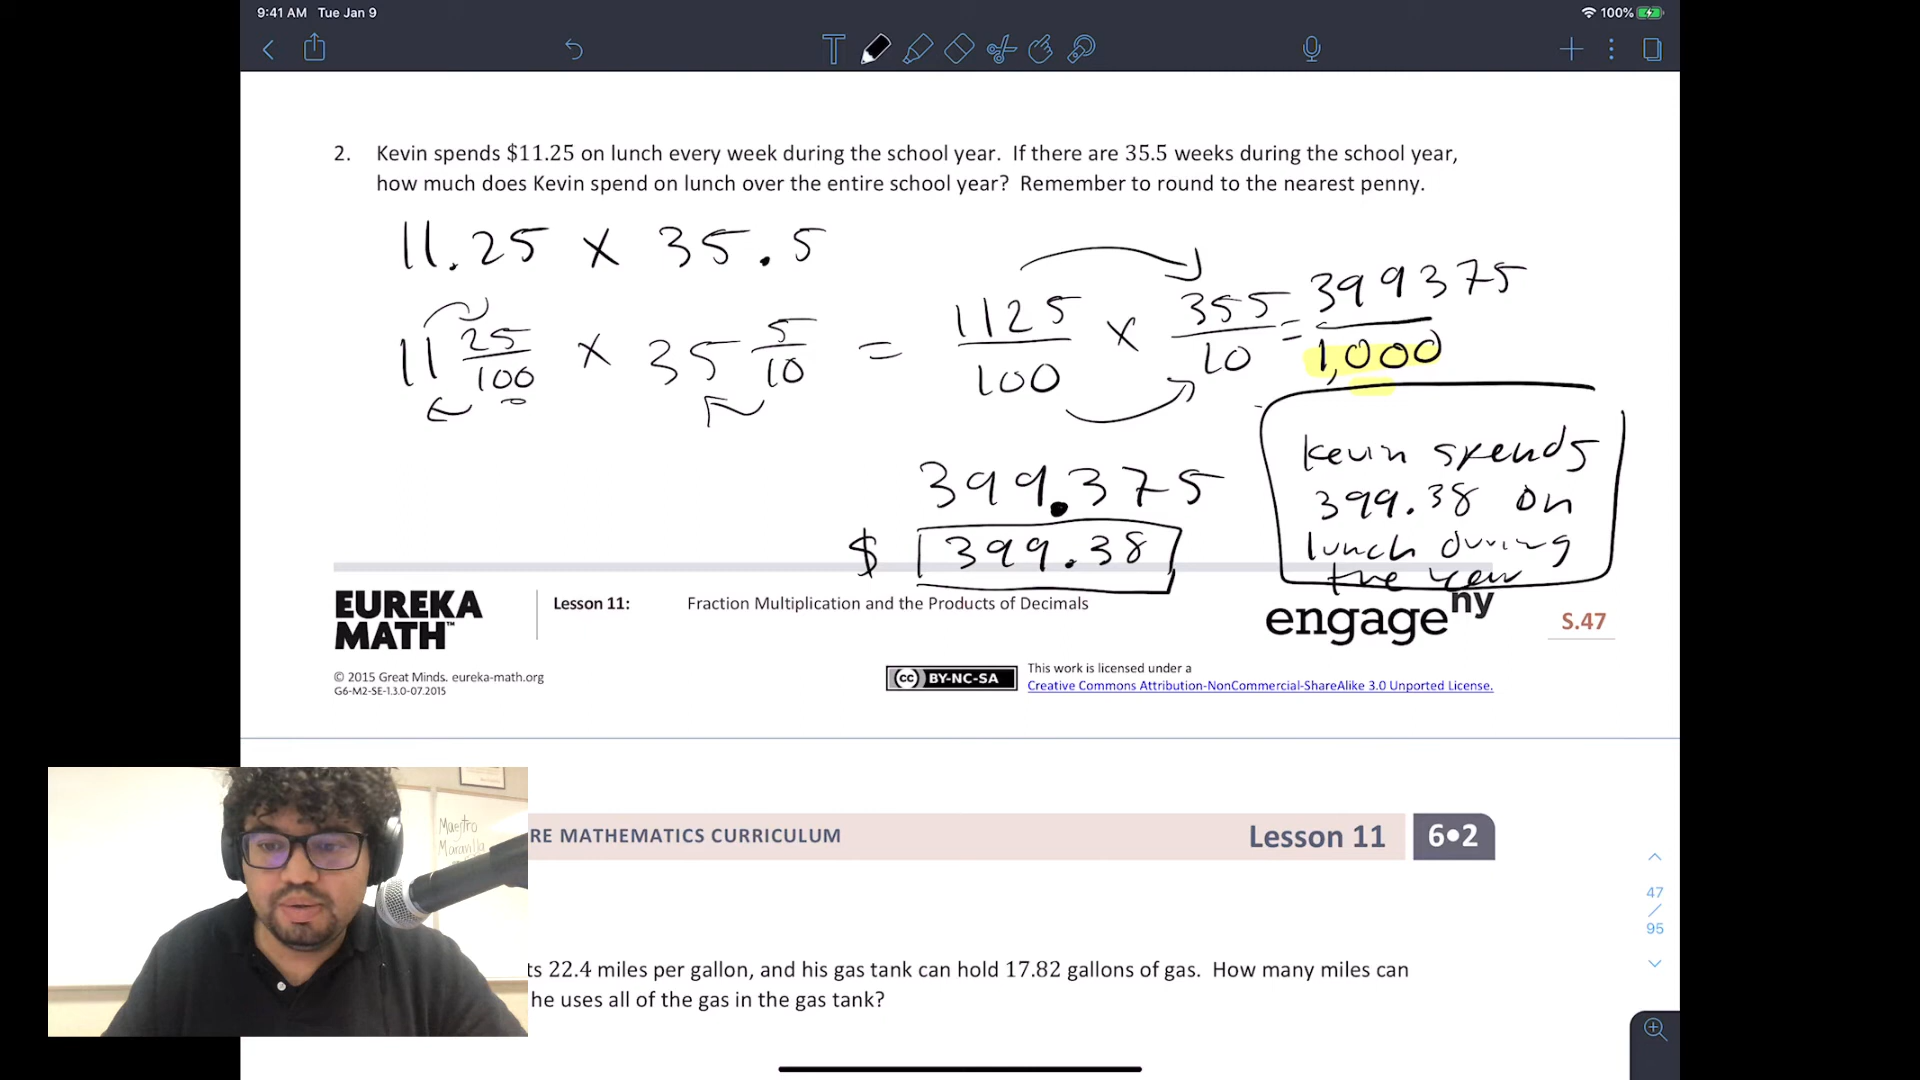 9:41 AM Tue Jan 9
100%
2. Kevin spends $11.25 on lunch every week during the school year. If there are 35.5 weeks during the school year,
how much does Kevin spend on lunch over the entire school year? Remember to round to the nearest penny.
11.25 x 35.5
11 25/100 x 35 5/10 = 1125/100 x 355/10 = 399375/1,000
399.375
$ 399.38
Kevin spends
399.38 on
lunch during
the year
EUREKA
MATH™
Lesson 11: Fraction Multiplication and the Products of Decimals
engageny
S.47
© 2015 Great Minds. eureka-math.org
G6-M2-SE-1.3.0-07.2015
cc BY-NC-SA
This work is licensed under a
Creative Commons Attribution-NonCommercial-ShareAlike 3.0 Unported License.
Maestro
Maravilla
RE MATHEMATICS CURRICULUM
Lesson 11
6•2
47
/
95
ts 22.4 miles per gallon, and his gas tank can hold 17.82 gallons of gas. How many miles can
he uses all of the gas in the gas tank?